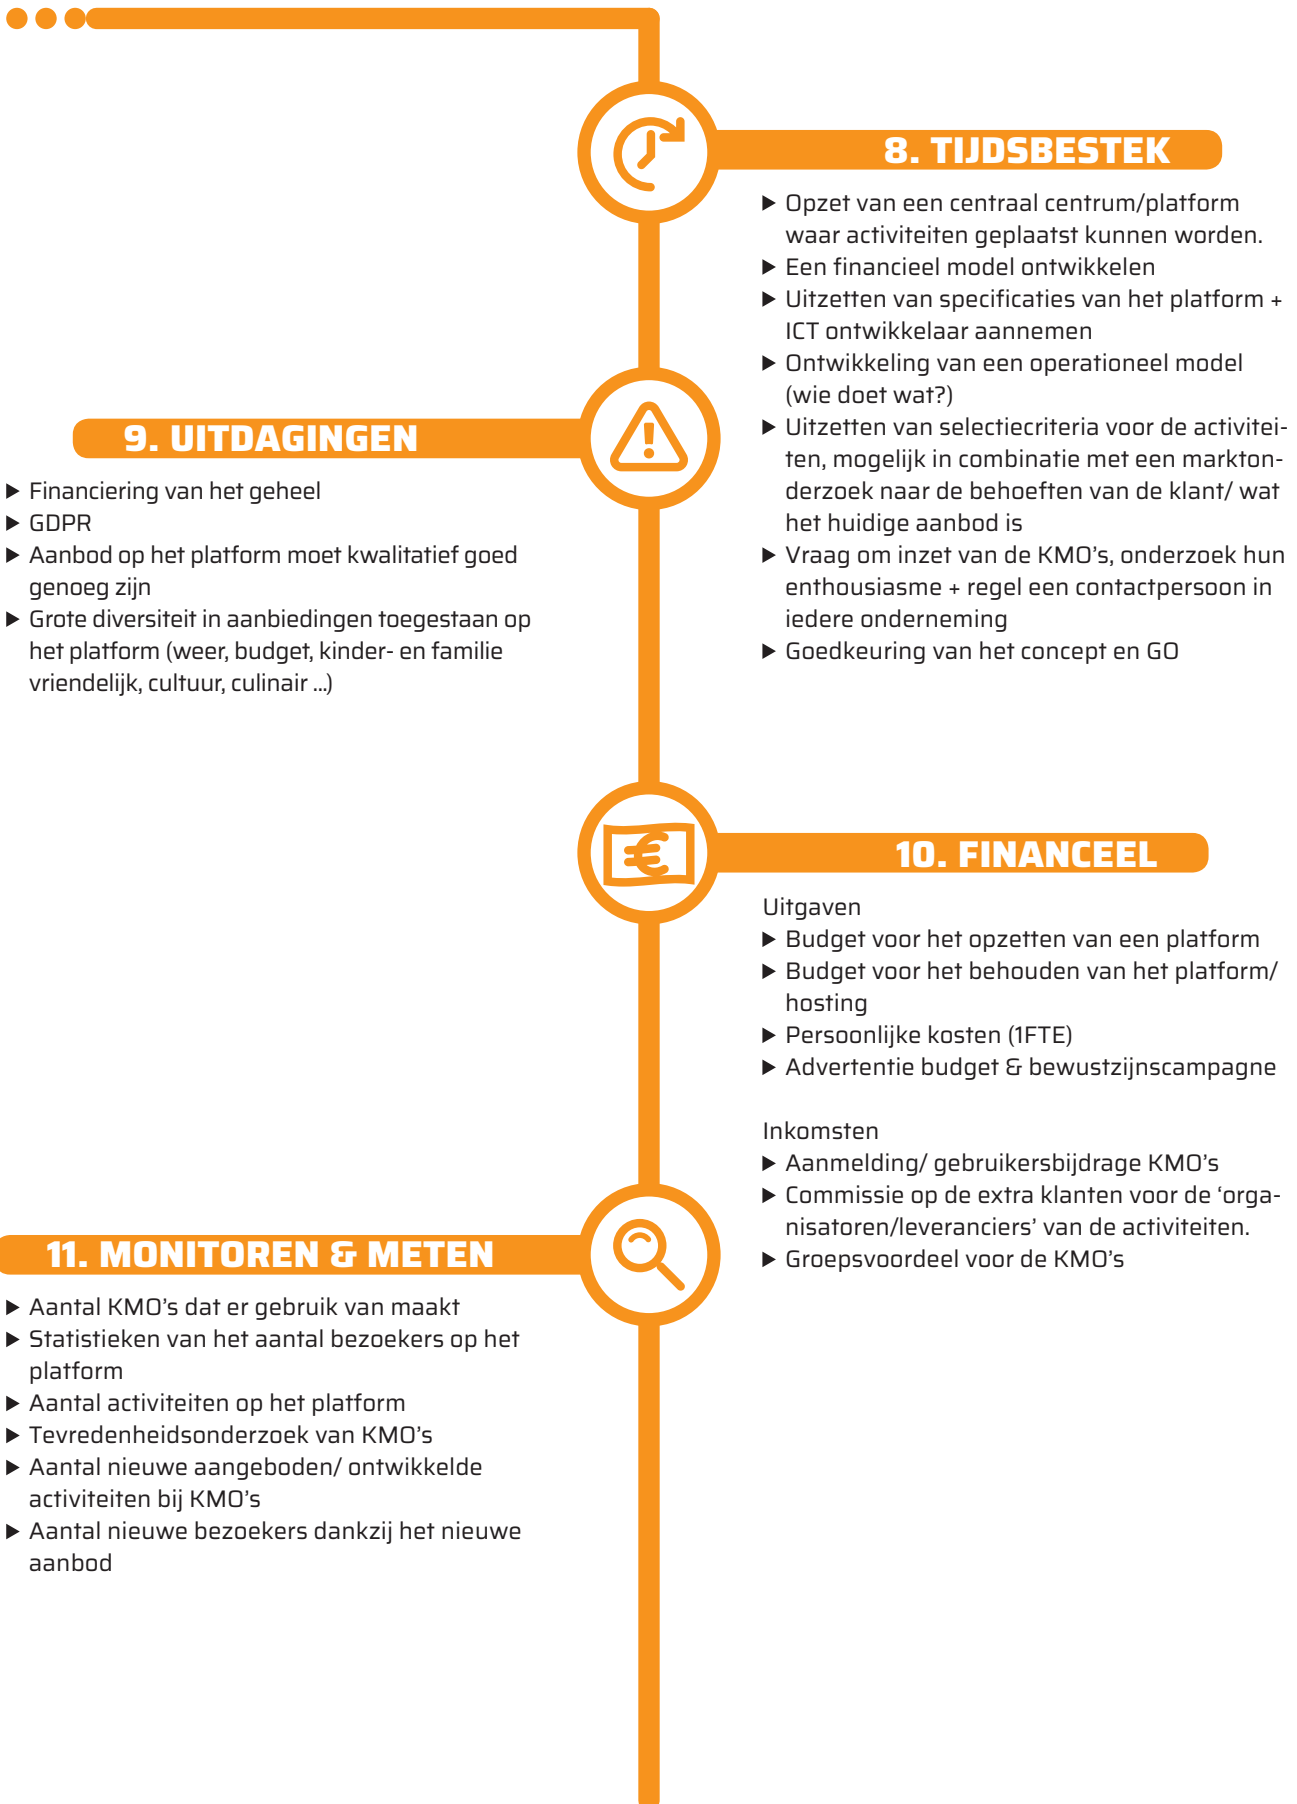 8. TIJDSBESTEK
▶ Opzet van een centraal centrum/platform
waar activiteiten geplaatst kunnen worden.
▶ Een financieel model ontwikkelen
▶ Uitzetten van specificaties van het platform +
ICT ontwikkelaar aannemen
▶ Ontwikkeling van een operationeel model
(wie doet wat?)
▶ Uitzetten van selectiecriteria voor de activitei-
ten, mogelijk in combinatie met een markton-
derzoek naar de behoeften van de klant/ wat
het huidige aanbod is
▶ Vraag om inzet van de KMO’s, onderzoek hun
enthousiasme + regel een contactpersoon in
iedere onderneming
▶ Goedkeuring van het concept en GO
9. UITDAGINGEN
▶ Financiering van het geheel
▶ GDPR
▶ Aanbod op het platform moet kwalitatief goed
genoeg zijn
▶ Grote diversiteit in aanbiedingen toegestaan op
het platform (weer, budget, kinder- en familie
vriendelijk, cultuur, culinair ...)
10. FINANCEEL
Uitgaven
▶ Budget voor het opzetten van een platform
▶ Budget voor het behouden van het platform/
hosting
▶ Persoonlijke kosten (1FTE)
▶ Advertentie budget & bewustzijnscampagne
Inkomsten
▶ Aanmelding/ gebruikersbijdrage KMO’s
▶ Commissie op de extra klanten voor de ‘orga-
nisatoren/leveranciers’ van de activiteiten.
▶ Groepsvoordeel voor de KMO’s
11. MONITOREN & METEN
▶ Aantal KMO’s dat er gebruik van maakt
▶ Statistieken van het aantal bezoekers op het
platform
▶ Aantal activiteiten op het platform
▶ Tevredenheidsonderzoek van KMO’s
▶ Aantal nieuwe aangeboden/ ontwikkelde
activiteiten bij KMO’s
▶ Aantal nieuwe bezoekers dankzij het nieuwe
aanbod